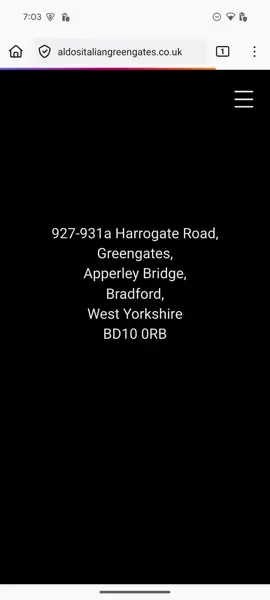 7:03
aldositaliangreengates.co.uk
1
927-931a Harrogate Road,
Greengates,
Apperley Bridge,
Bradford,
West Yorkshire
BD10 0RB